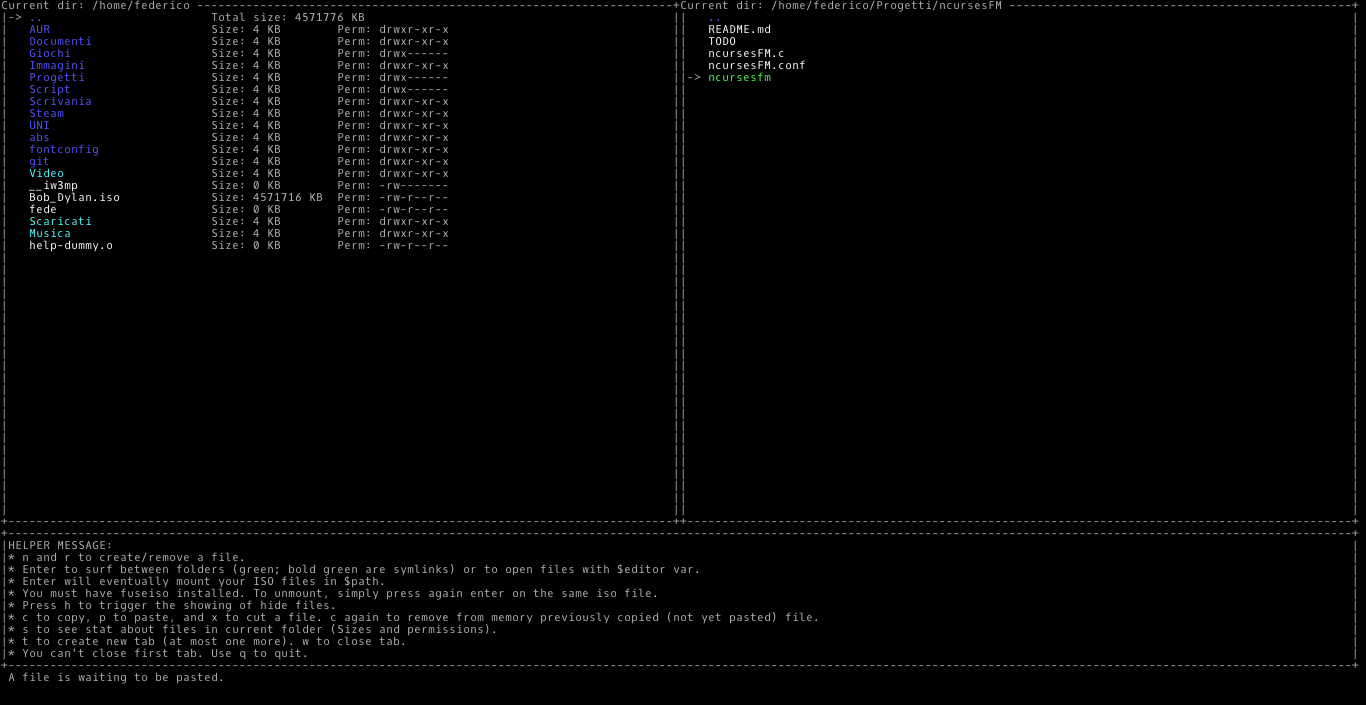 Current dir: /home/federico
-> .. Total size: 4571776 KB
AUR Size: 4 KB Perm: drwxr-xr-x
Documenti Size: 4 KB Perm: drwxr-xr-x
Giochi Size: 4 KB Perm: drwx------
Immagini Size: 4 KB Perm: drwxr-xr-x
Progetti Size: 4 KB Perm: drwx------
Script Size: 4 KB Perm: drwx------
Scrivania Size: 4 KB Perm: drwxr-xr-x
Steam Size: 4 KB Perm: drwxr-xr-x
UNI Size: 4 KB Perm: drwxr-xr-x
abs Size: 4 KB Perm: drwxr-xr-x
fontconfig Size: 4 KB Perm: drwxr-xr-x
git Size: 4 KB Perm: drwxr-xr-x
Video Size: 4 KB Perm: drwxr-xr-x
__iw3mp Size: 0 KB Perm: -rw-------
Bob_Dylan.iso Size: 4571716 KB Perm: -rw-r--r--
fede Size: 0 KB Perm: -rw-r--r--
Scaricati Size: 4 KB Perm: drwxr-xr-x
Musica Size: 4 KB Perm: drwxr-xr-x
help-dummy.o Size: 0 KB Perm: -rw-r--r--
Current dir: /home/federico/Progetti/ncursesFM
..
README.md
TODO
ncursesFM.c
ncursesFM.conf
-> ncursesfm
HELPER MESSAGE:
* n and r to create/remove a file.
* Enter to surf between folders (green; bold green are symlinks) or to open files with $editor var.
* Enter will eventually mount your ISO files in $path.
* You must have fuseiso installed. To unmount, simply press again enter on the same iso file.
* Press h to trigger the showing of hide files.
* c to copy, p to paste, and x to cut a file. c again to remove from memory previously copied (not yet pasted) file.
* s to see stat about files in current folder (Sizes and permissions).
* t to create new tab (at most one more). w to close tab.
* You can't close first tab. Use q to quit.
A file is waiting to be pasted.